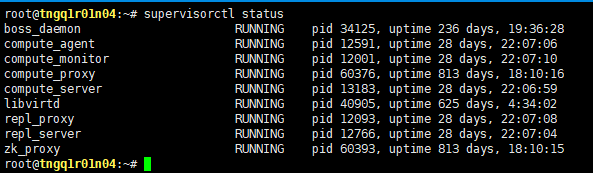 root@tngqlr01n04:~# supervisorctl status
boss_daemon RUNNING pid 34125, uptime 236 days, 19:36:28
compute_agent RUNNING pid 12591, uptime 28 days, 22:07:06
compute_monitor RUNNING pid 12001, uptime 28 days, 22:07:10
compute_proxy RUNNING pid 60376, uptime 813 days, 18:10:16
compute_server RUNNING pid 13183, uptime 28 days, 22:06:59
libvirtd RUNNING pid 40905, uptime 625 days, 4:34:02
repl_proxy RUNNING pid 12093, uptime 28 days, 22:07:08
repl_server RUNNING pid 12766, uptime 28 days, 22:07:04
zk_proxy RUNNING pid 60393, uptime 813 days, 18:10:15
root@tngqlr01n04:~#